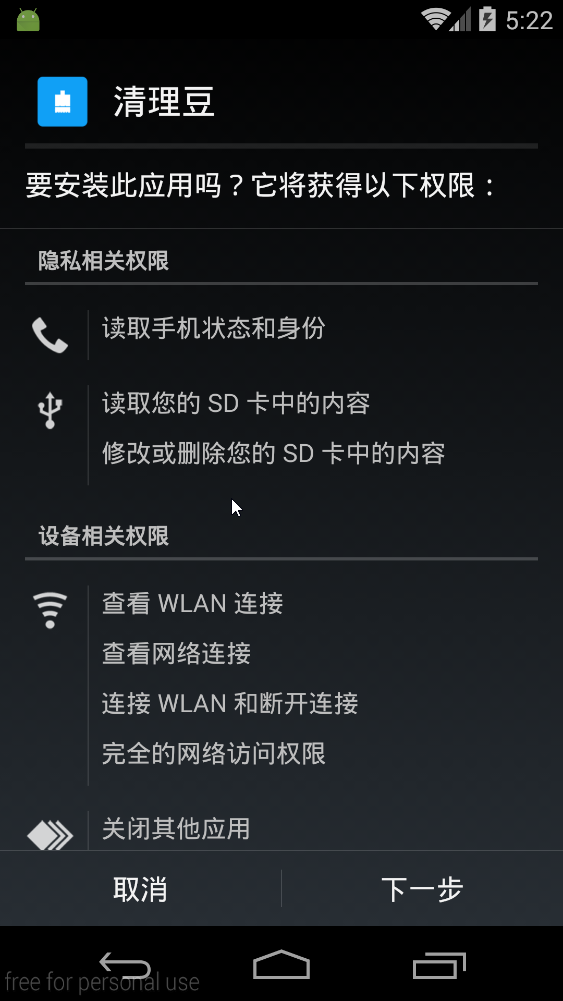 5:22
清理豆
要安装此应用吗？它将获得以下权限：
隐私相关权限
读取手机状态和身份
读取您的 SD 卡中的内容
修改或删除您的 SD 卡中的内容
设备相关权限
查看 WLAN 连接
查看网络连接
连接 WLAN 和断开连接
完全的网络访问权限
关闭其他应用
取消
下一步
free for personal use